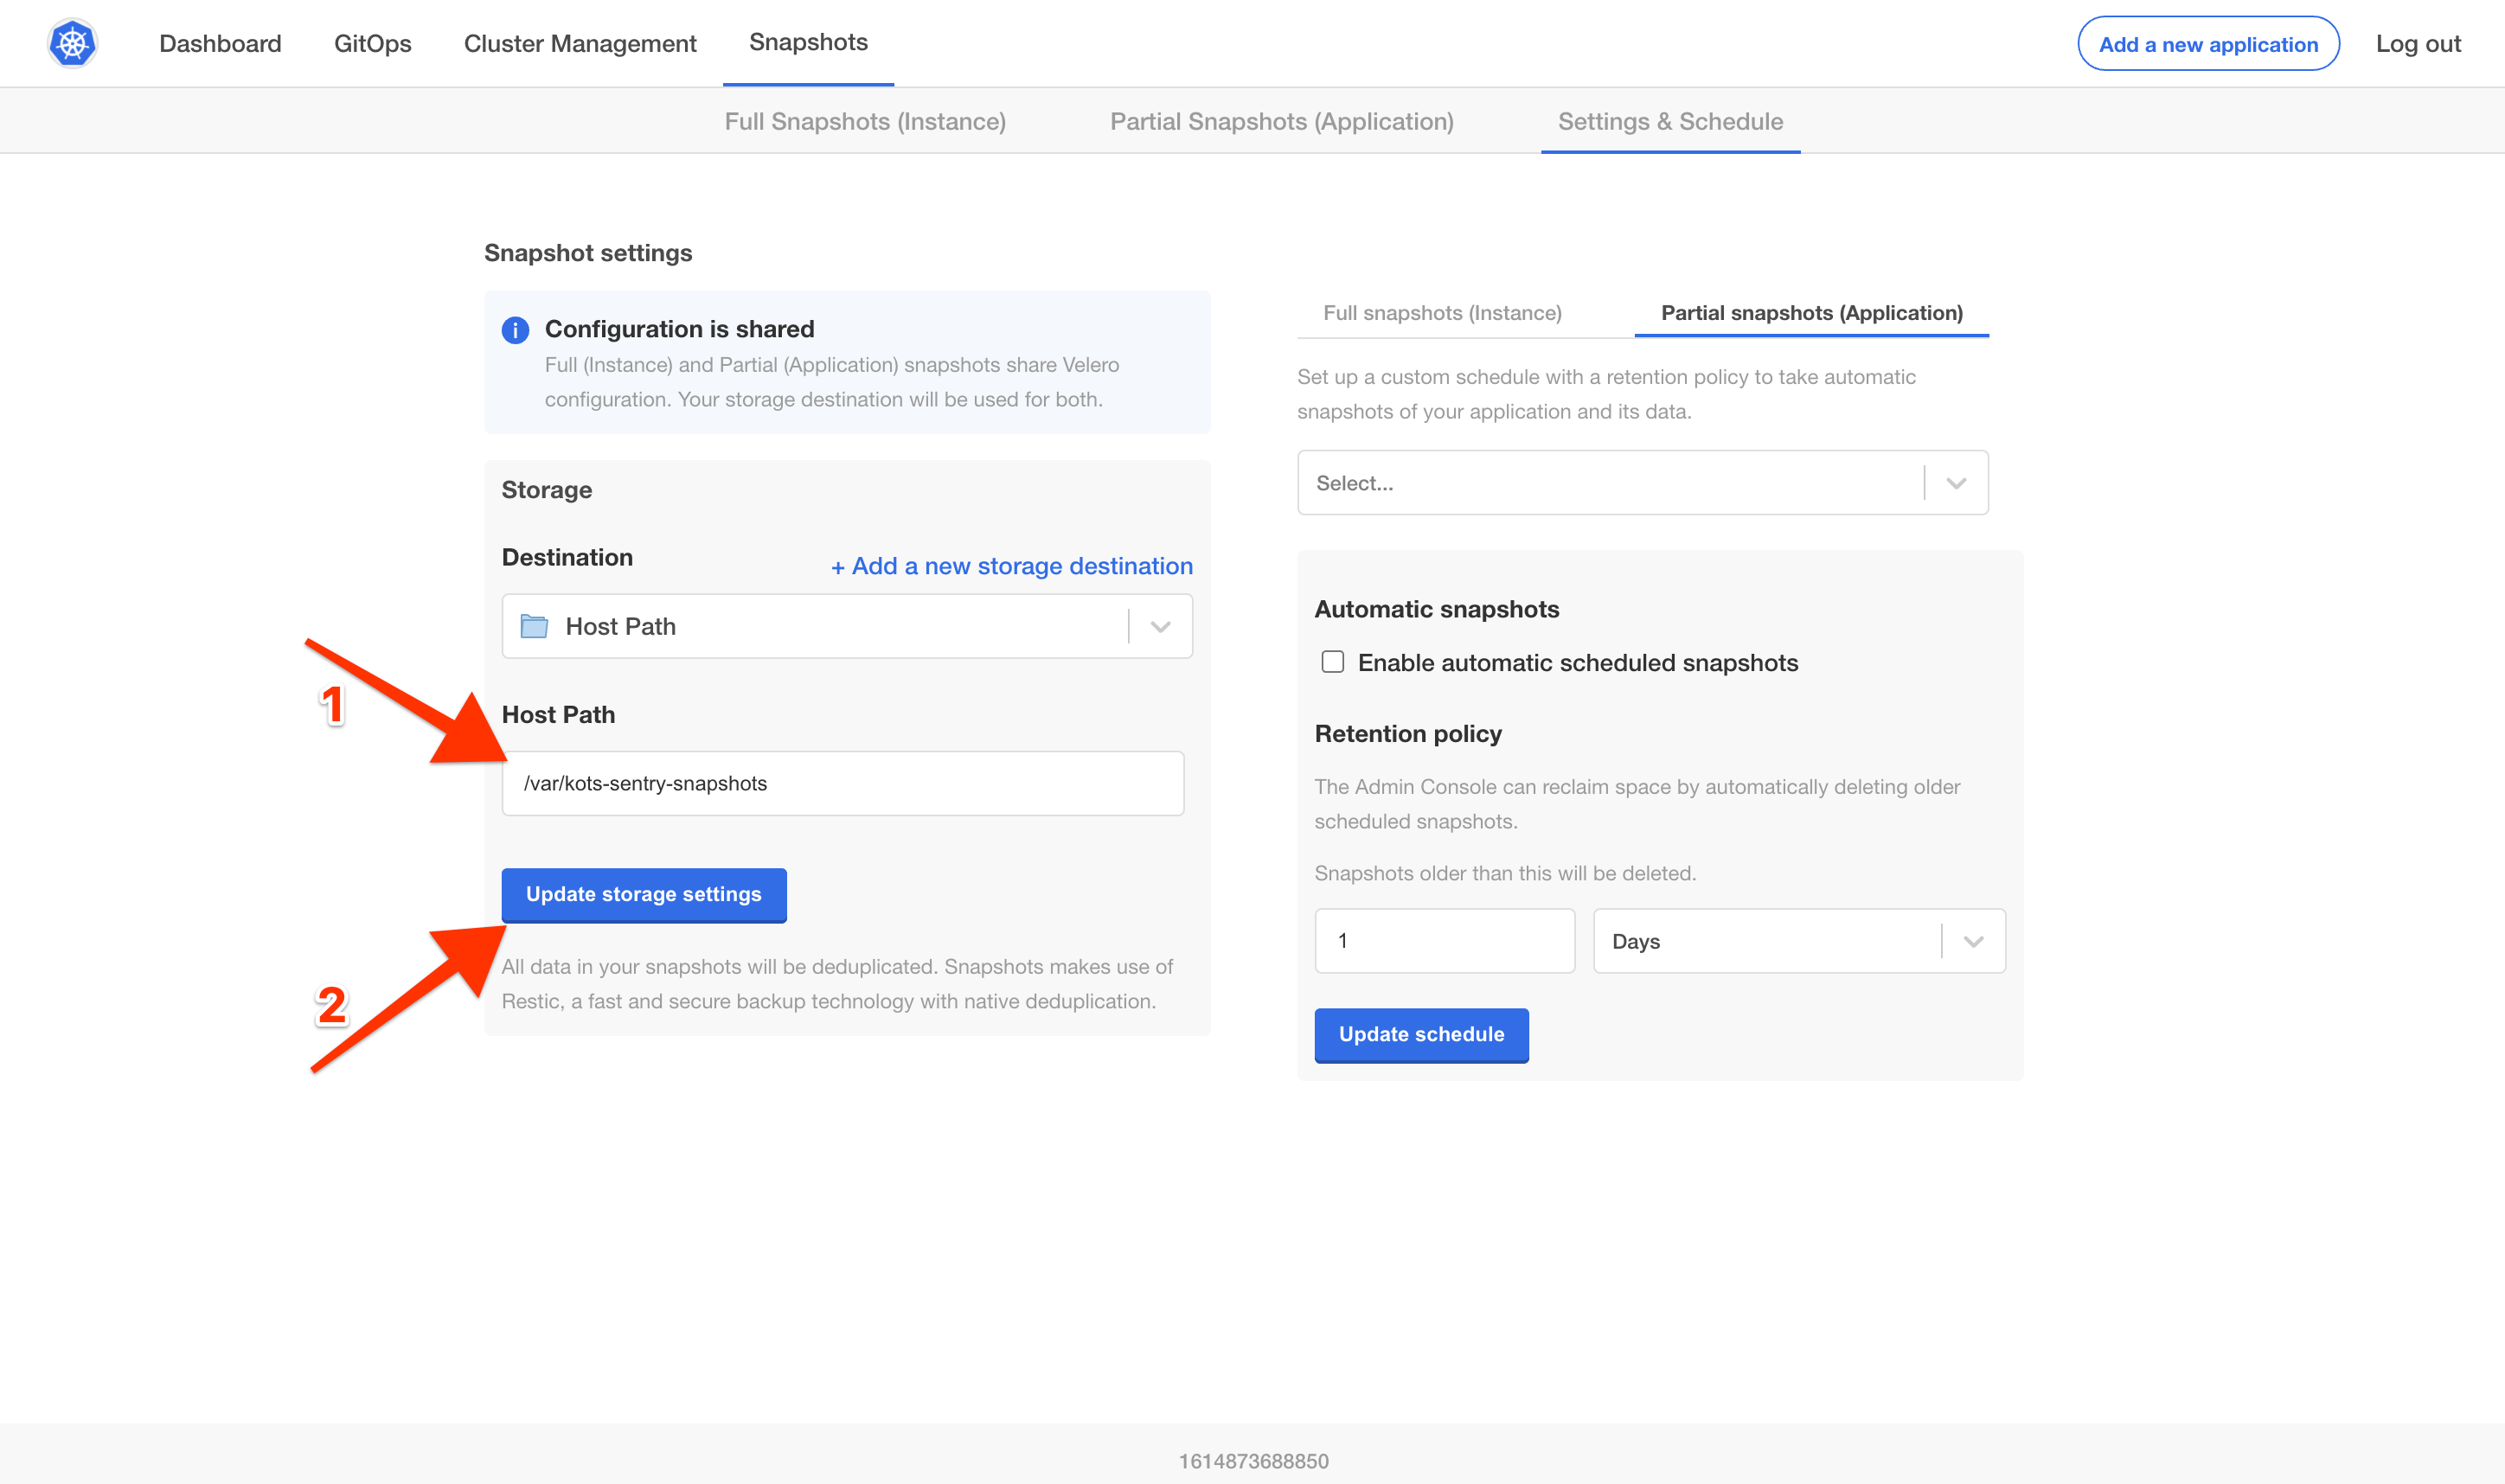 Dashboard
GitOps
Cluster Management
Snapshots
Add a new application
Log out
Full Snapshots (Instance)
Partial Snapshots (Application)
Settings & Schedule
Snapshot settings
Configuration is shared
Full (Instance) and Partial (Application) snapshots share Velero
configuration. Your storage destination will be used for both.
Storage
Destination
+ Add a new storage destination
Host Path
1
Host Path
/var/kots-sentry-snapshots
Update storage settings
2
All data in your snapshots will be deduplicated. Snapshots makes use of
Restic, a fast and secure backup technology with native deduplication.
Full snapshots (Instance)
Partial snapshots (Application)
Set up a custom schedule with a retention policy to take automatic
snapshots of your application and its data.
Select...
Automatic snapshots
Enable automatic scheduled snapshots
Retention policy
The Admin Console can reclaim space by automatically deleting older
scheduled snapshots.
Snapshots older than this will be deleted.
1
Days
Update schedule
1614873688850